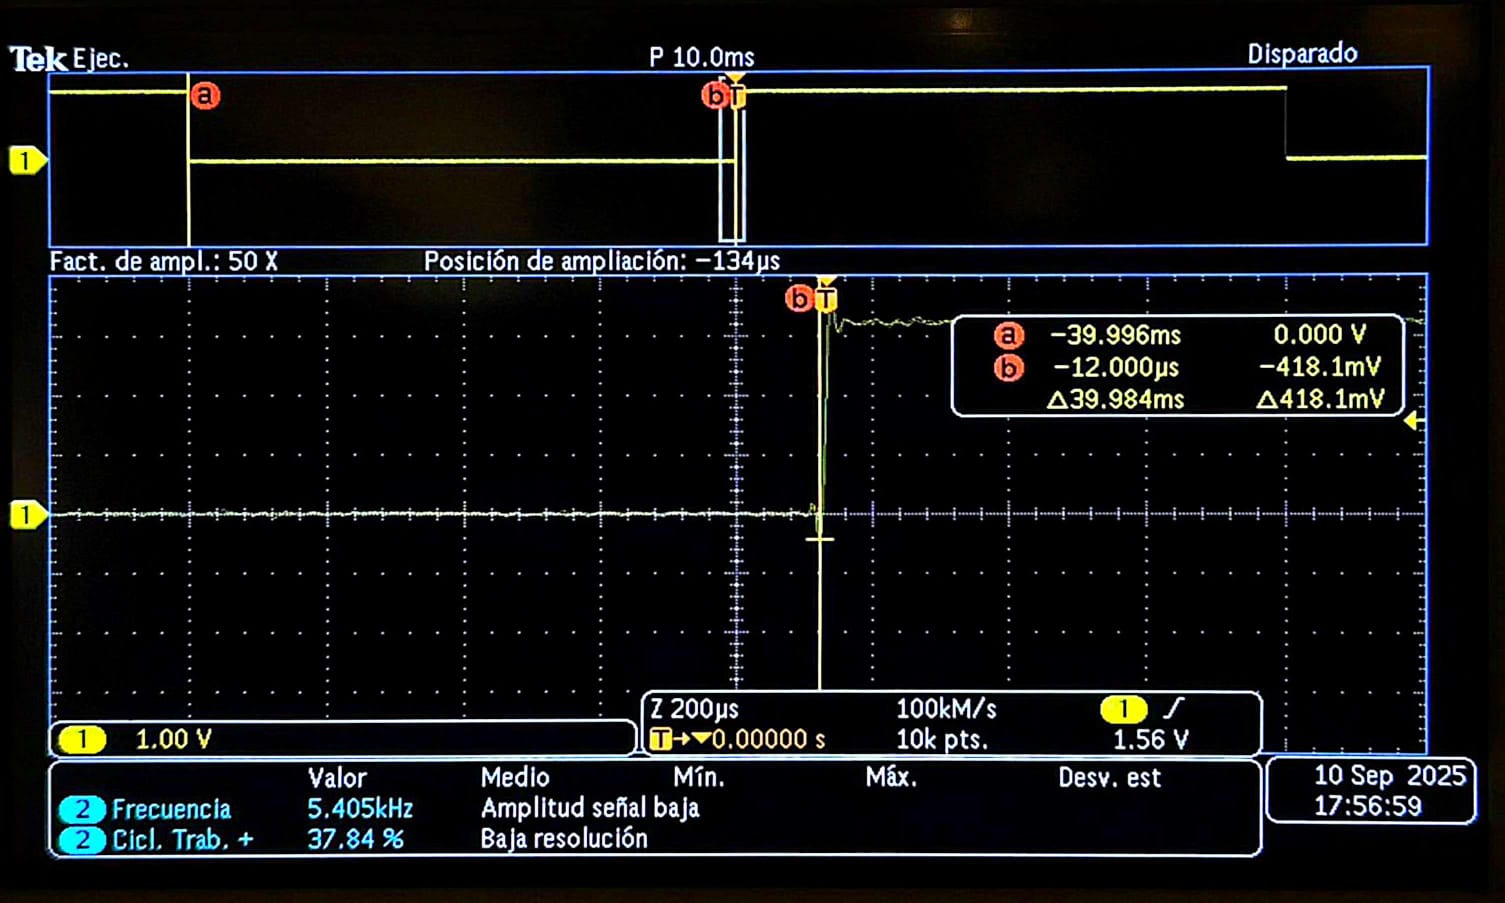 Tek Ejec. P 10.0ms Disparado
a b T
1
Fact. de ampl.: 50 X Posición de ampliación: −134µs
b T
a −39.996ms 0.000 V
b −12.000µs −418.1mV
Δ39.984ms Δ418.1mV
1
1 1.00 V Z 200µs 100kM/s 1
T→▼0.00000 s 10k pts. 1.56 V
Valor Medio Mín. Máx. Desv. est
2 Frecuencia 5.405kHz Amplitud señal baja
2 Cicl. Trab. + 37.84 % Baja resolución
10 Sep 2025
17:56:59